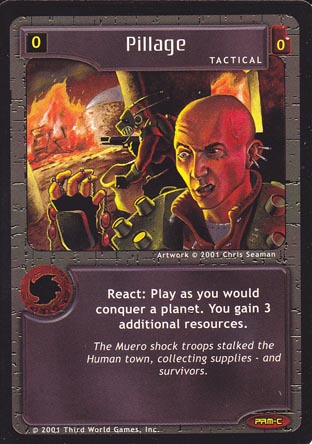 0
Pillage
0
TACTICAL
Artwork © 2001 Chris Seaman
React: Play as you would
conquer a planet. You gain 3
additional resources.
The Muero shock troops stalked the
Human town, collecting supplies - and
survivors.
PRM-C
© 2001 Third World Games, Inc.